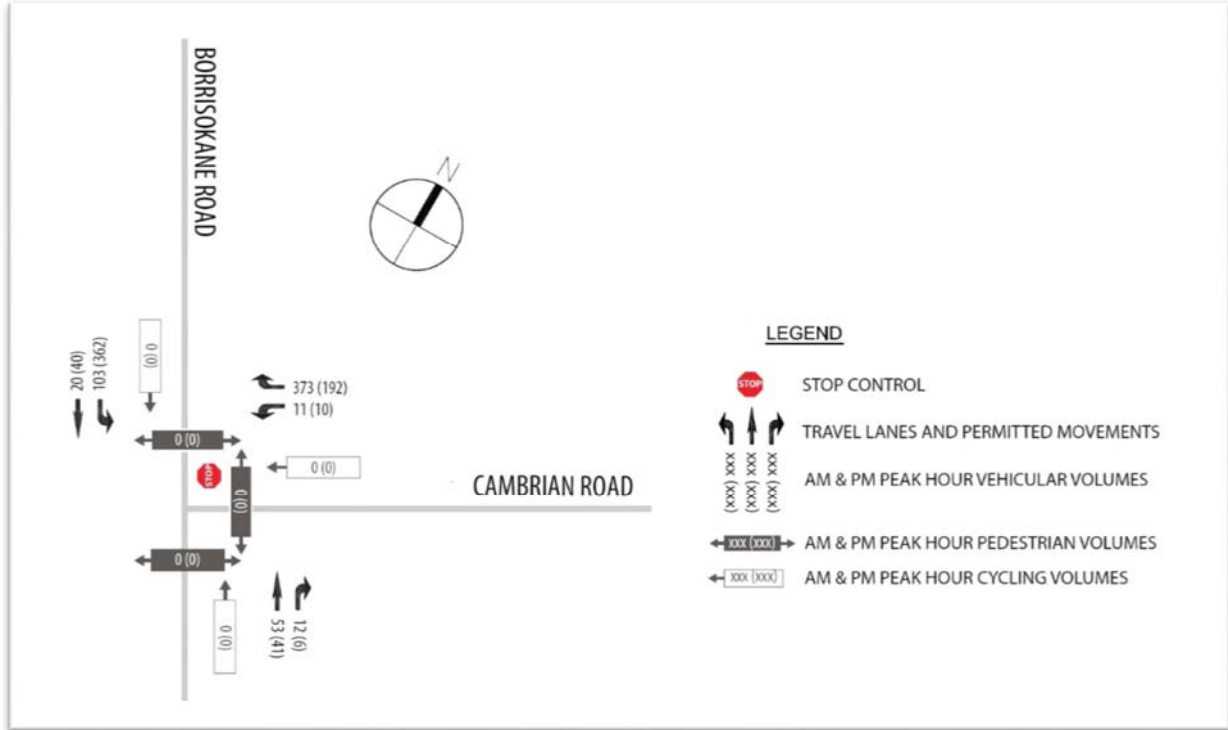 BORRISOKANE ROAD
N
20 (40)
103 (362)
0 (0)
373 (192)
11 (10)
0 (0)
STOP
0 (0)
0 (0)
CAMBRIAN ROAD
0 (0)
0 (0)
53 (41)
12 (6)
LEGEND
STOP
STOP CONTROL
TRAVEL LANES AND PERMITTED MOVEMENTS
XXX (XXX)
XXX (XXX)
XXX (XXX)
AM & PM PEAK HOUR VEHICULAR VOLUMES
XXX (XXX)
AM & PM PEAK HOUR PEDESTRIAN VOLUMES
XXX (XXX)
AM & PM PEAK HOUR CYCLING VOLUMES